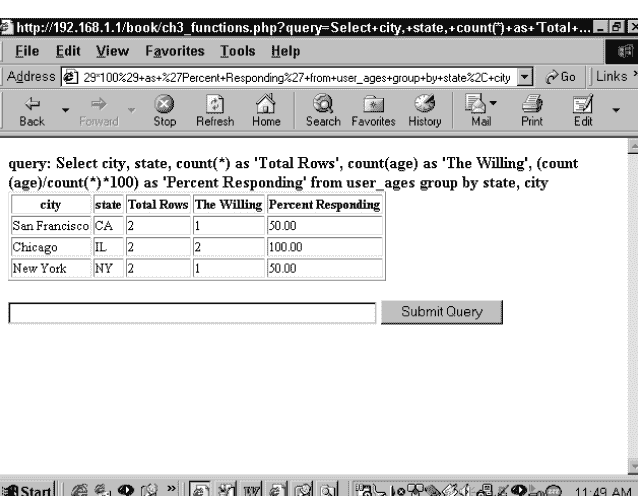 http://192.168.1.1/book/ch3_functions.php?query=Select+city,+state,+count(*)+as+'Total+...
File Edit View Favorites Tools Help
Address 29*100%29+as+%27Percent+Responding%27+from+user_ages+group+by+state%2C+city Go Links
Back Forward Stop Refresh Home Search Favorites History Mail Print Edit
query: Select city, state, count(*) as 'Total Rows', count(age) as 'The Willing', (count
(age)/count(*)*100) as 'Percent Responding' from user_ages group by state, city
city state Total Rows The Willing Percent Responding
San Francisco CA 2 1 50.00
Chicago IL 2 2 100.00
New York NY 2 1 50.00
Submit Query
Start 11:49 AM